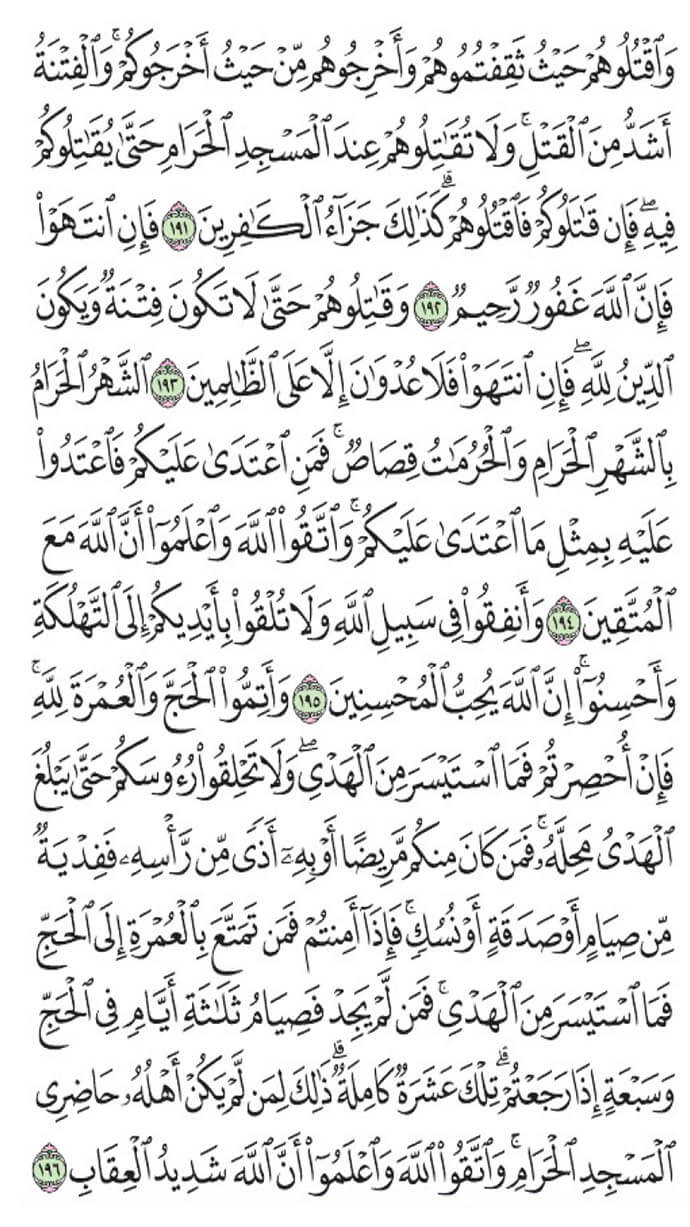 وَٱقۡتُلُوهُمۡ حَيۡثُ ثَقِفۡتُمُوهُمۡ وَأَخۡرِجُوهُم مِّنۡ حَيۡثُ أَخۡرَجُوكُمۡۚ وَٱلۡفِتۡنَةُ
أَشَدُّ مِنَ ٱلۡقَتۡلِۚ وَلَا تُقَٰتِلُوهُمۡ عِندَ ٱلۡمَسۡجِدِ ٱلۡحَرَامِ حَتَّىٰ يُقَٰتِلُوكُمۡ
فِيهِۖ فَإِن قَٰتَلُوكُمۡ فَٱقۡتُلُوهُمۡۗ كَذَٰلِكَ جَزَآءُ ٱلۡكَٰفِرِينَ ١٩١ فَإِنِ ٱنتَهَوۡاْ
فَإِنَّ ٱللَّهَ غَفُورٞ رَّحِيمٞ ١٩٢ وَقَٰتِلُوهُمۡ حَتَّىٰ لَا تَكُونَ فِتۡنَةٞ وَيَكُونَ
ٱلدِّينُ لِلَّهِۖ فَإِنِ ٱنتَهَوۡاْ فَلَا عُدۡوَٰنَ إِلَّا عَلَى ٱلظَّٰلِمِينَ ١٩٣ ٱلشَّهۡرُ ٱلۡحَرَامُ
بِٱلشَّهۡرِ ٱلۡحَرَامِ وَٱلۡحُرُمَٰتُ قِصَاصٞۚ فَمَنِ ٱعۡتَدَىٰ عَلَيۡكُمۡ فَٱعۡتَدُواْ
عَلَيۡهِ بِمِثۡلِ مَا ٱعۡتَدَىٰ عَلَيۡكُمۡۚ وَٱتَّقُواْ ٱللَّهَ وَٱعۡلَمُوٓاْ أَنَّ ٱللَّهَ مَعَ
ٱلۡمُتَّقِينَ ١٩٤ وَأَنفِقُواْ فِي سَبِيلِ ٱللَّهِ وَلَا تُلۡقُواْ بِأَيۡدِيكُمۡ إِلَى ٱلتَّهۡلُكَةِ
وَأَحۡسِنُوٓاْۚ إِنَّ ٱللَّهَ يُحِبُّ ٱلۡمُحۡسِنِينَ ١٩٥ وَأَتِمُّواْ ٱلۡحَجَّ وَٱلۡعُمۡرَةَ لِلَّهِۚ
فَإِنۡ أُحۡصِرۡتُمۡ فَمَا ٱسۡتَيۡسَرَ مِنَ ٱلۡهَدۡيِۖ وَلَا تَحۡلِقُواْ رُءُوسَكُمۡ حَتَّىٰ يَبۡلُغَ
ٱلۡهَدۡيُ مَحِلَّهُۥۚ فَمَن كَانَ مِنكُم مَّرِيضًا أَوۡ بِهِۦٓ أَذٗى مِّن رَّأۡسِهِۦ فَفِدۡيَةٞ
مِّن صِيَامٍ أَوۡ صَدَقَةٍ أَوۡ نُسُكٖۚ فَإِذَآ أَمِنتُمۡ فَمَن تَمَتَّعَ بِٱلۡعُمۡرَةِ إِلَى ٱلۡحَجِّ
فَمَا ٱسۡتَيۡسَرَ مِنَ ٱلۡهَدۡيِۚ فَمَن لَّمۡ يَجِدۡ فَصِيَامُ ثَلَٰثَةِ أَيَّامٖ فِي ٱلۡحَجِّ
وَسَبۡعَةٍ إِذَا رَجَعۡتُمۡۗ تِلۡكَ عَشَرَةٞ كَامِلَةٞۗ ذَٰلِكَ لِمَن لَّمۡ يَكُنۡ أَهۡلُهُۥ حَاضِرِي
ٱلۡمَسۡجِدِ ٱلۡحَرَامِۚ وَٱتَّقُواْ ٱللَّهَ وَٱعۡلَمُوٓاْ أَنَّ ٱللَّهَ شَدِيدُ ٱلۡعِقَابِ ١٩٦